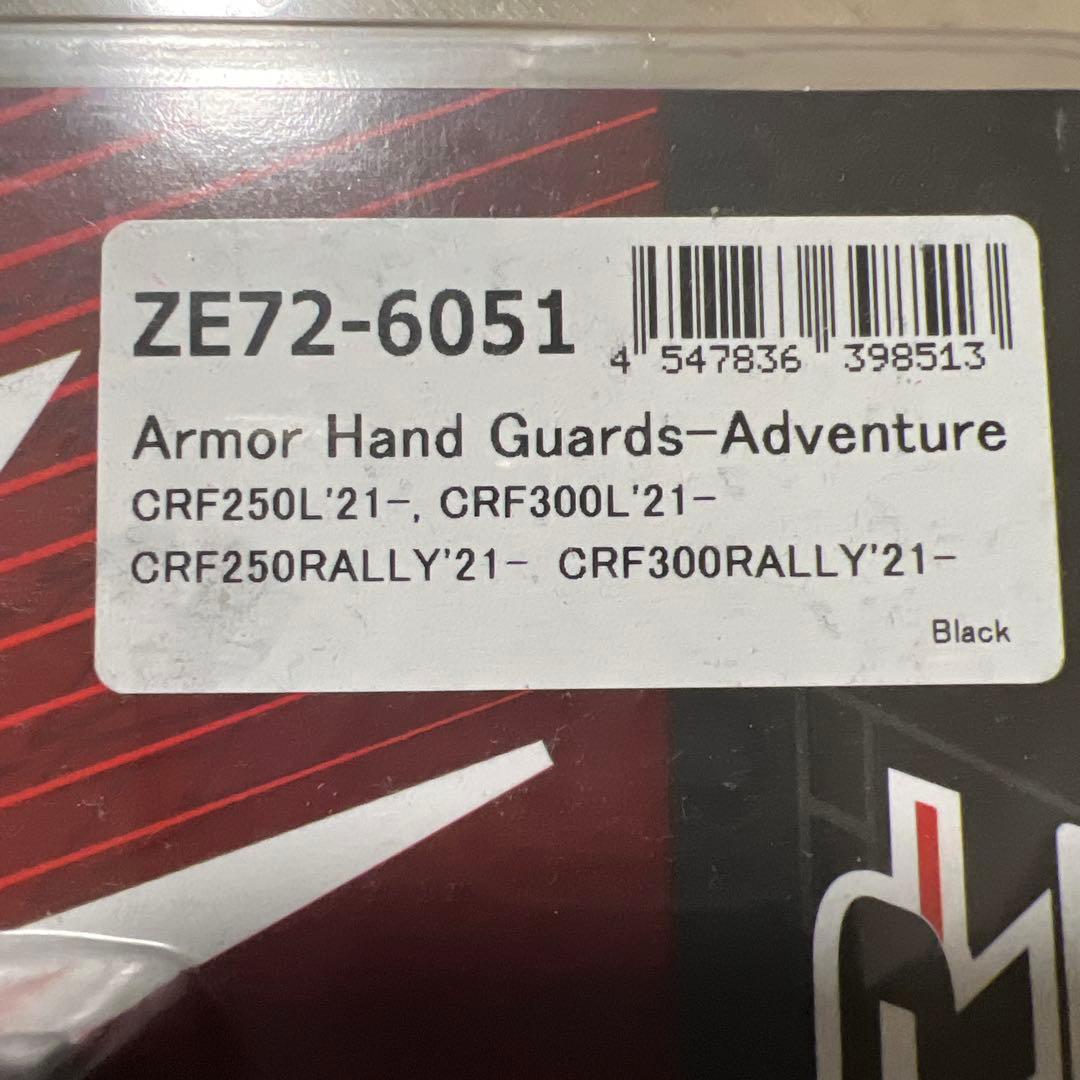 ZE72-6051
4 547836 398513
Armor Hand Guards-Adventure
CRF250L'21-, CRF300L'21-
CRF250RALLY'21- CRF300RALLY'21-
Black